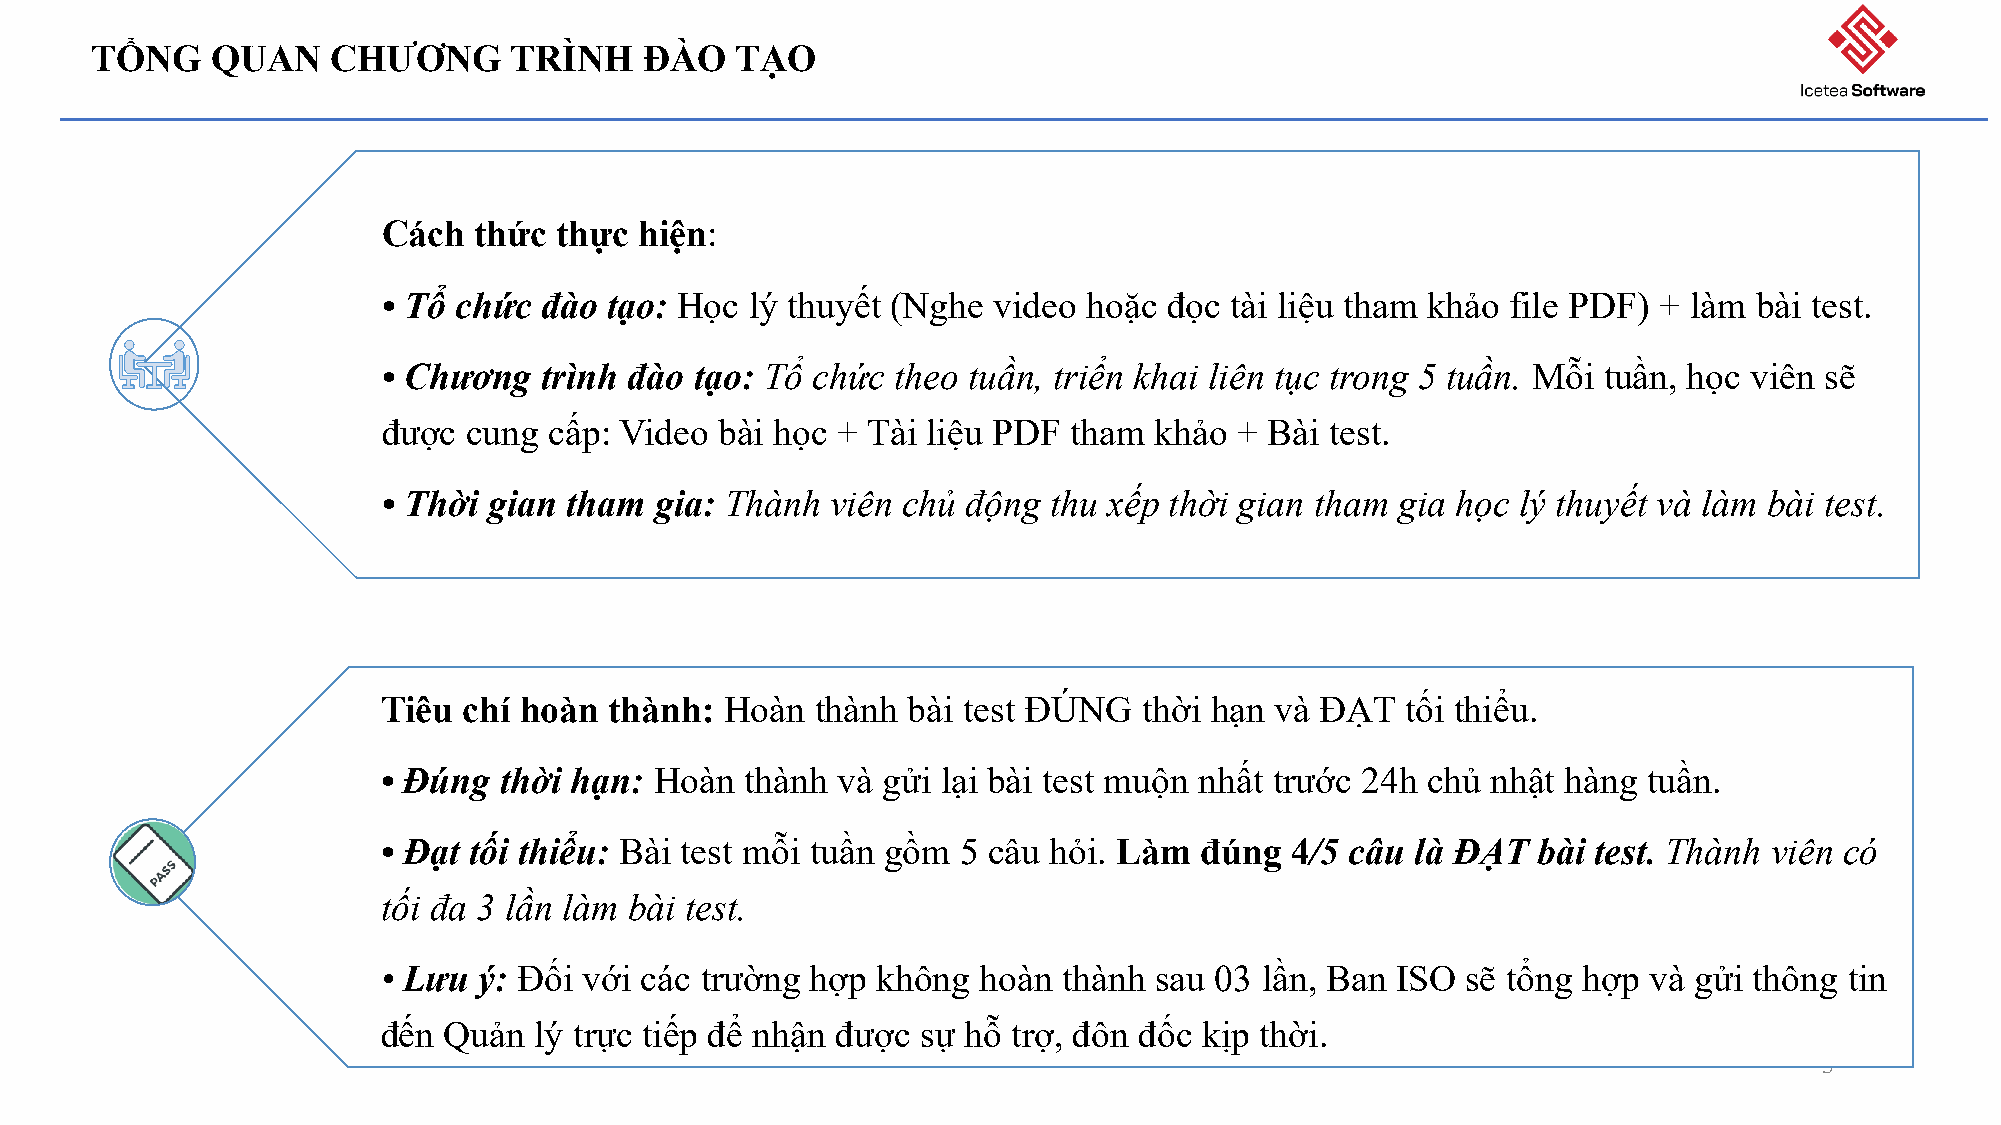 TỔNG QUAN CHƯƠNG TRÌNH ĐÀO TẠO
Icetea Software
Cách thức thực hiện:
• Tổ chức đào tạo: Học lý thuyết (Nghe video hoặc đọc tài liệu tham khảo file PDF) + làm bài test.
• Chương trình đào tạo: Tổ chức theo tuần, triển khai liên tục trong 5 tuần. Mỗi tuần, học viên sẽ
được cung cấp: Video bài học + Tài liệu PDF tham khảo + Bài test.
• Thời gian tham gia: Thành viên chủ động thu xếp thời gian tham gia học lý thuyết và làm bài test.
Tiêu chí hoàn thành: Hoàn thành bài test ĐÚNG thời hạn và ĐẠT tối thiểu.
• Đúng thời hạn: Hoàn thành và gửi lại bài test muộn nhất trước 24h chủ nhật hàng tuần.
• Đạt tối thiểu: Bài test mỗi tuần gồm 5 câu hỏi. Làm đúng 4/5 câu là ĐẠT bài test. Thành viên có
tối đa 3 lần làm bài test.
PASS
• Lưu ý: Đối với các trường hợp không hoàn thành sau 03 lần, Ban ISO sẽ tổng hợp và gửi thông tin
đến Quản lý trực tiếp để nhận được sự hỗ trợ, đôn đốc kịp thời.